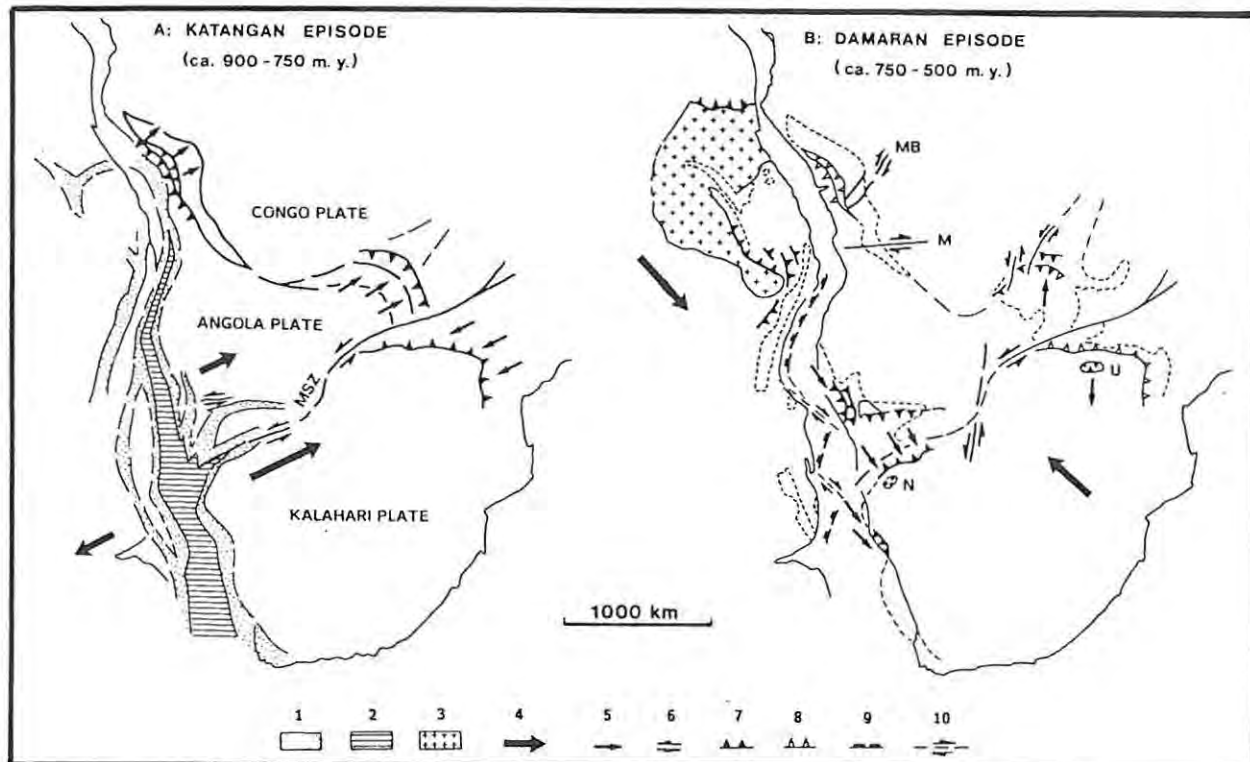 A: KATANGAN EPISODE
(ca. 900 - 750 m. y.)
B: DAMARAN EPISODE
(ca. 750 - 500 m. y.)
MB
CONGO PLATE
M
ANGOLA PLATE
MSZ
U
N
KALAHARI PLATE
1000 km
1 2 3 4 5 6 7 8 9 10